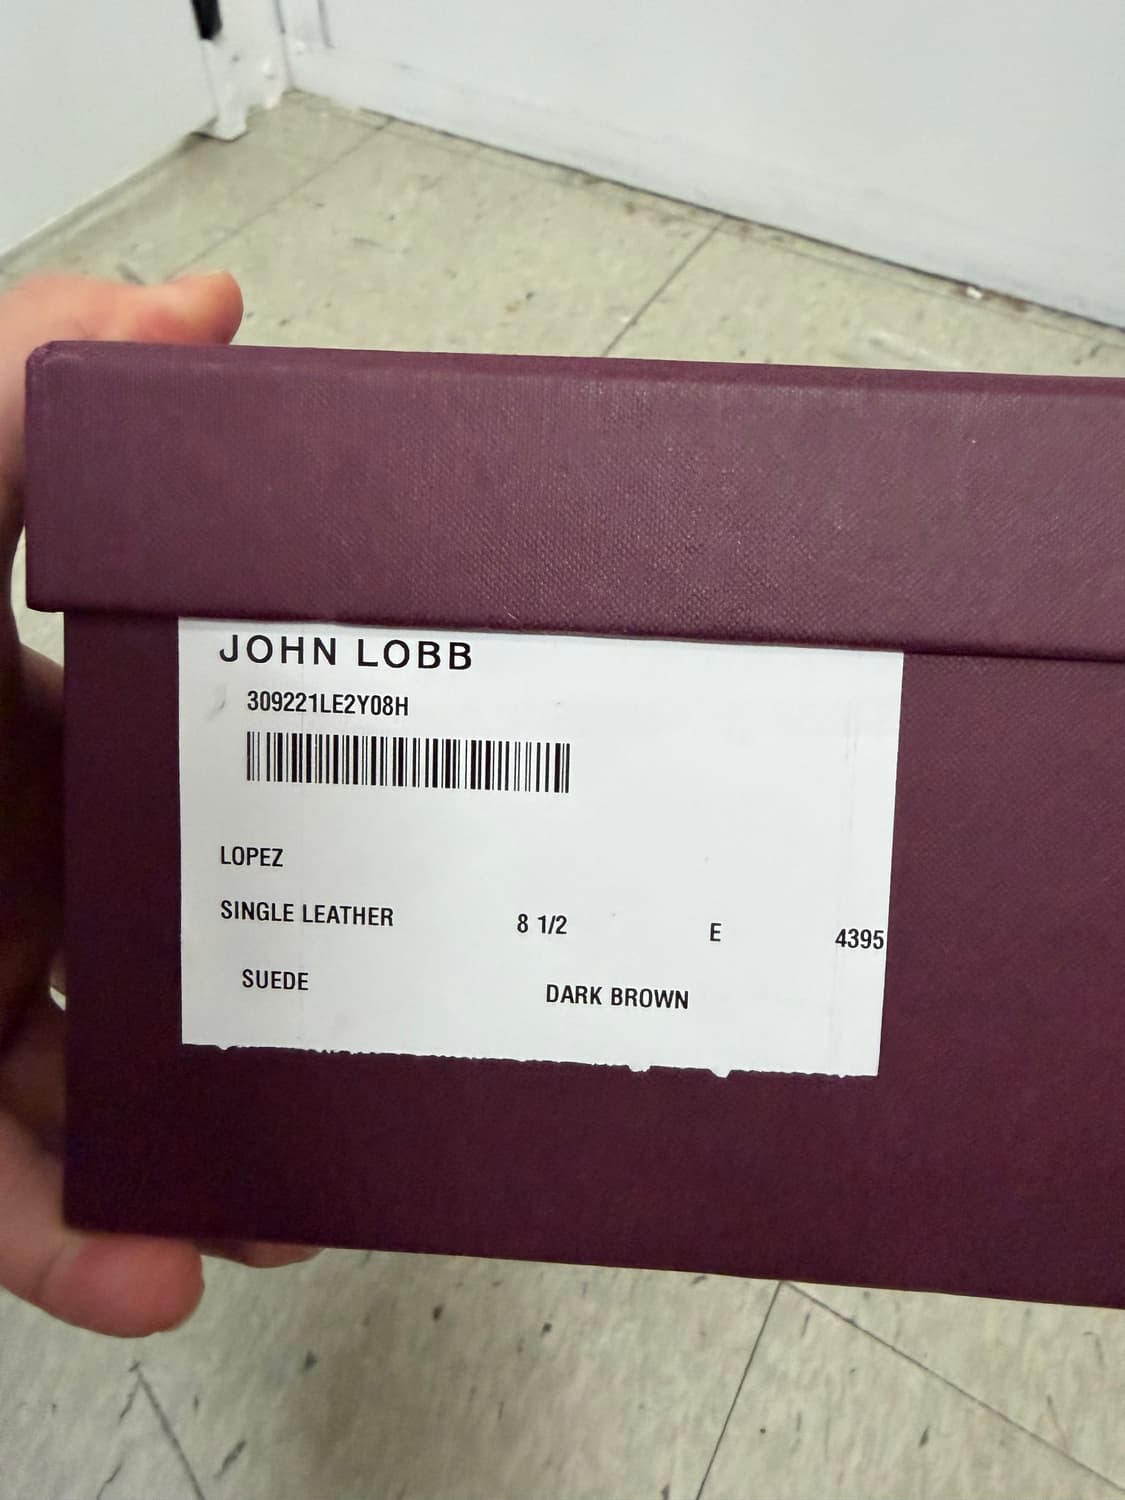 JOHN LOBB
309221LE2Y08H
LOPEZ
SINGLE LEATHER 8 1/2 E 4395
SUEDE DARK BROWN